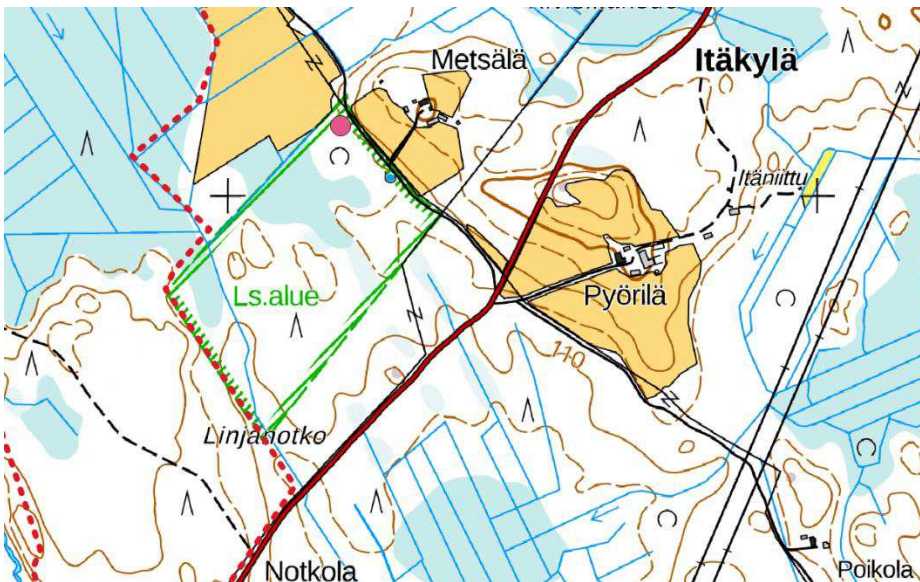 Metsälä
Itäkylä
Itäniittu
Ls.alue
Pyörilä
110
Linjanotko
Notkola
Poikola